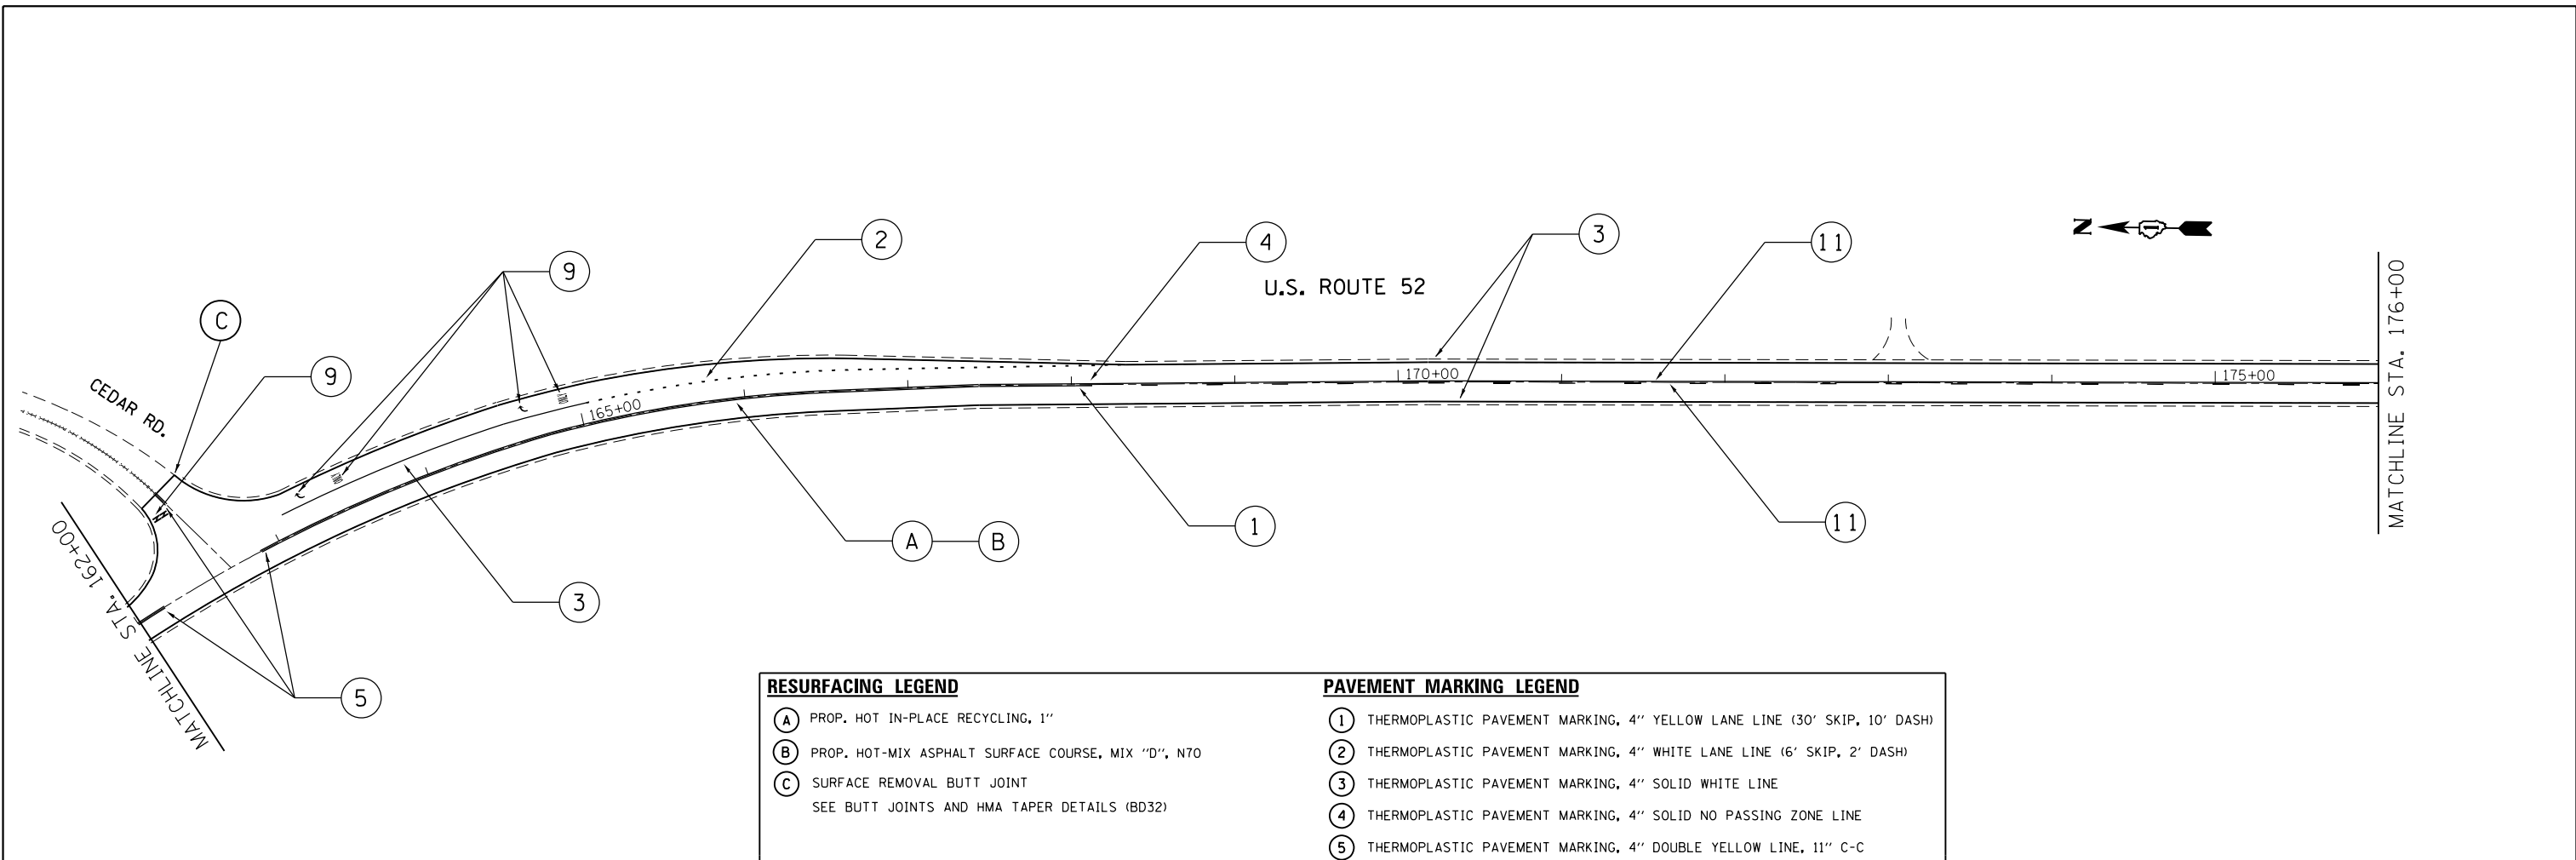 2
4
3
11
9
U.S. ROUTE 52
C
9
CEDAR RD.
ONLY
ONLY
165+00
170+00
175+00
N
MATCHLINE STA. 176+00
A
B
1
11
3
5
MATCHLINE STA. 162+00
RESURFACING LEGEND
A PROP. HOT IN-PLACE RECYCLING, 1''
B PROP. HOT-MIX ASPHALT SURFACE COURSE, MIX "D", N70
C SURFACE REMOVAL BUTT JOINT
SEE BUTT JOINTS AND HMA TAPER DETAILS (BD32)
PAVEMENT MARKING LEGEND
1 THERMOPLASTIC PAVEMENT MARKING, 4'' YELLOW LANE LINE (30' SKIP, 10' DASH)
2 THERMOPLASTIC PAVEMENT MARKING, 4'' WHITE LANE LINE (6' SKIP, 2' DASH)
3 THERMOPLASTIC PAVEMENT MARKING, 4'' SOLID WHITE LINE
4 THERMOPLASTIC PAVEMENT MARKING, 4'' SOLID NO PASSING ZONE LINE
5 THERMOPLASTIC PAVEMENT MARKING, 4'' DOUBLE YELLOW LINE, 11'' C-C